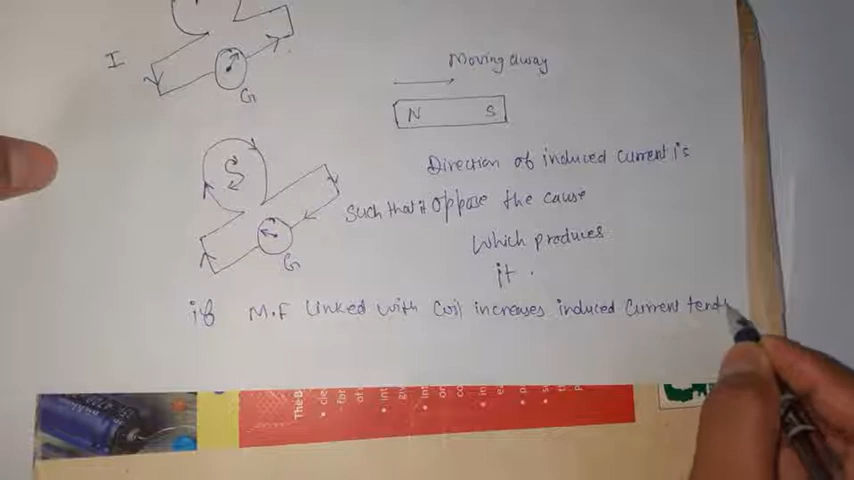 I
G
Moving away
N S
S
G
Direction of induced current is
Such that it oppose the cause
Which produces
it .
if M.F Linked with Coil increases induced Current tends
The B